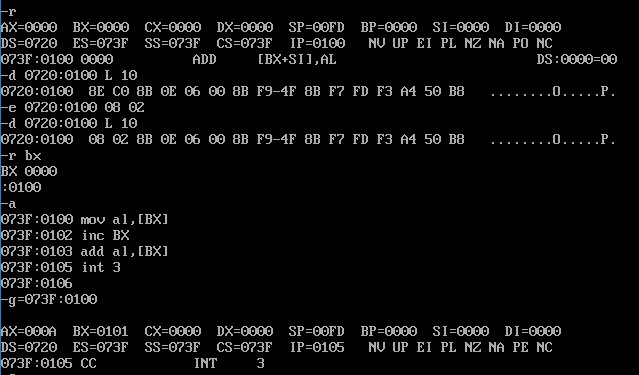 -r
AX=0000  BX=0000  CX=0000  DX=0000  SP=00FD  BP=0000  SI=0000  DI=0000
DS=0720  ES=073F  SS=073F  CS=073F  IP=0100   NV UP EI PL NZ NA PO NC
073F:0100 0000          ADD     [BX+SI],AL                         DS:0000=00
-d 0720:0100 L 10
0720:0100  8E C0 8B 0E 06 00 8B F9-4F 8B F7 FD F3 A4 50 B8   ........O.....P.
-e 0720:0100 08 02
-d 0720:0100 L 10
0720:0100  08 02 8B 0E 06 00 8B F9-4F 8B F7 FD F3 A4 50 B8   ........O.....P.
-r bx
BX 0000
:0100
-a
073F:0100 mov al,[BX]
073F:0102 inc BX
073F:0103 add al,[BX]
073F:0105 int 3
073F:0106
-g=073F:0100
AX=000A  BX=0101  CX=0000  DX=0000  SP=00FD  BP=0000  SI=0000  DI=0000
DS=0720  ES=073F  SS=073F  CS=073F  IP=0105   NV UP EI PL NZ NA PE NC
073F:0105 CC            INT     3